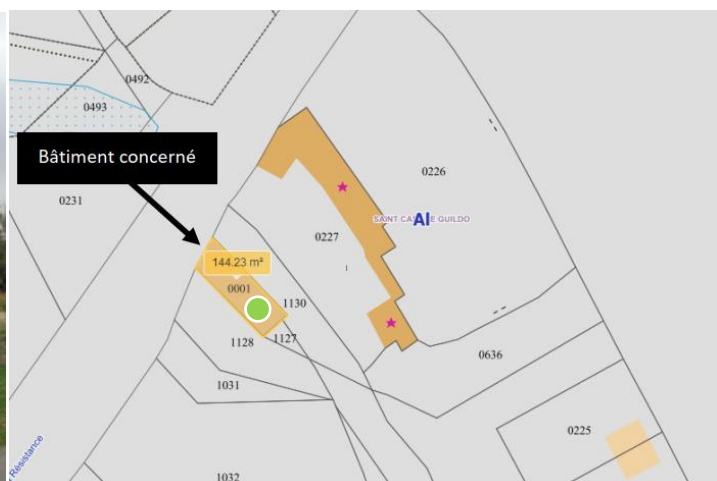 0492
0493
Bâtiment concerné
0226
0231
SAINT CA
E GUILDO
AI
0227
144.23 m²
0001
1130
1128
1127
0636
1031
0225
Résistance
1032